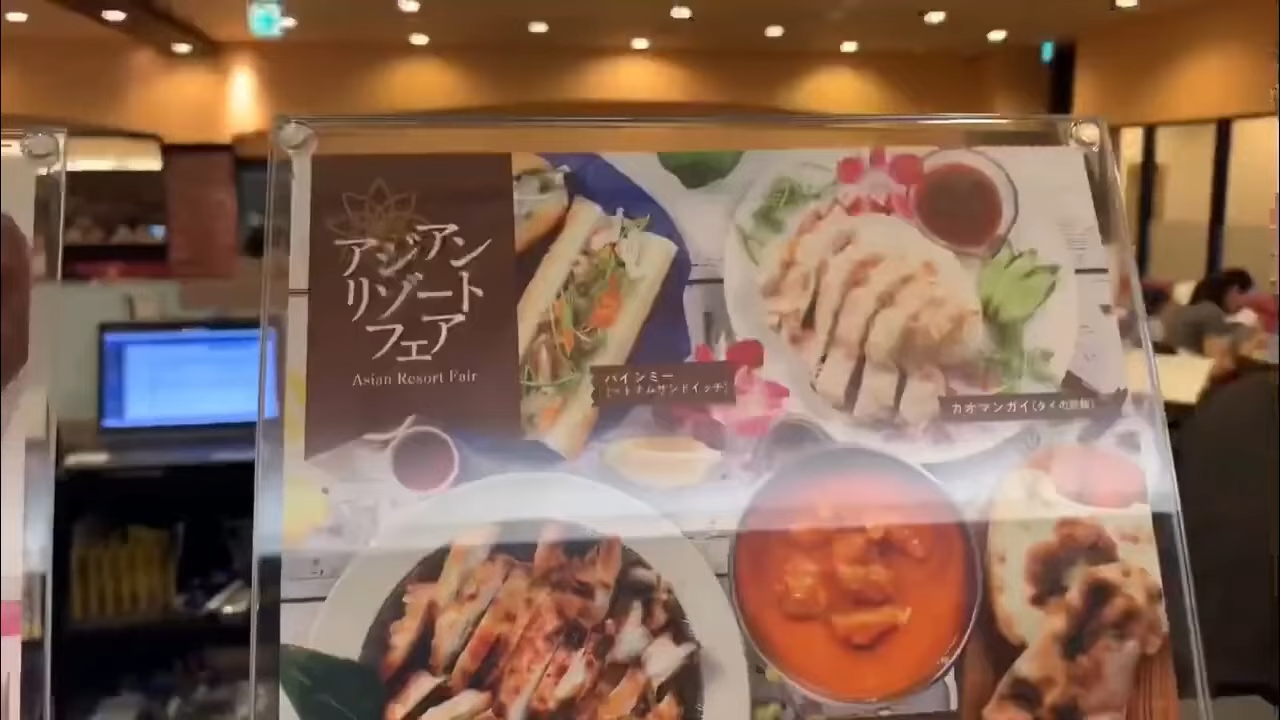 アジアン
リゾート
フェア
Asian Resort Fair
バインミー
(ベトナムサンドイッチ)
カオマンガイ(タイの